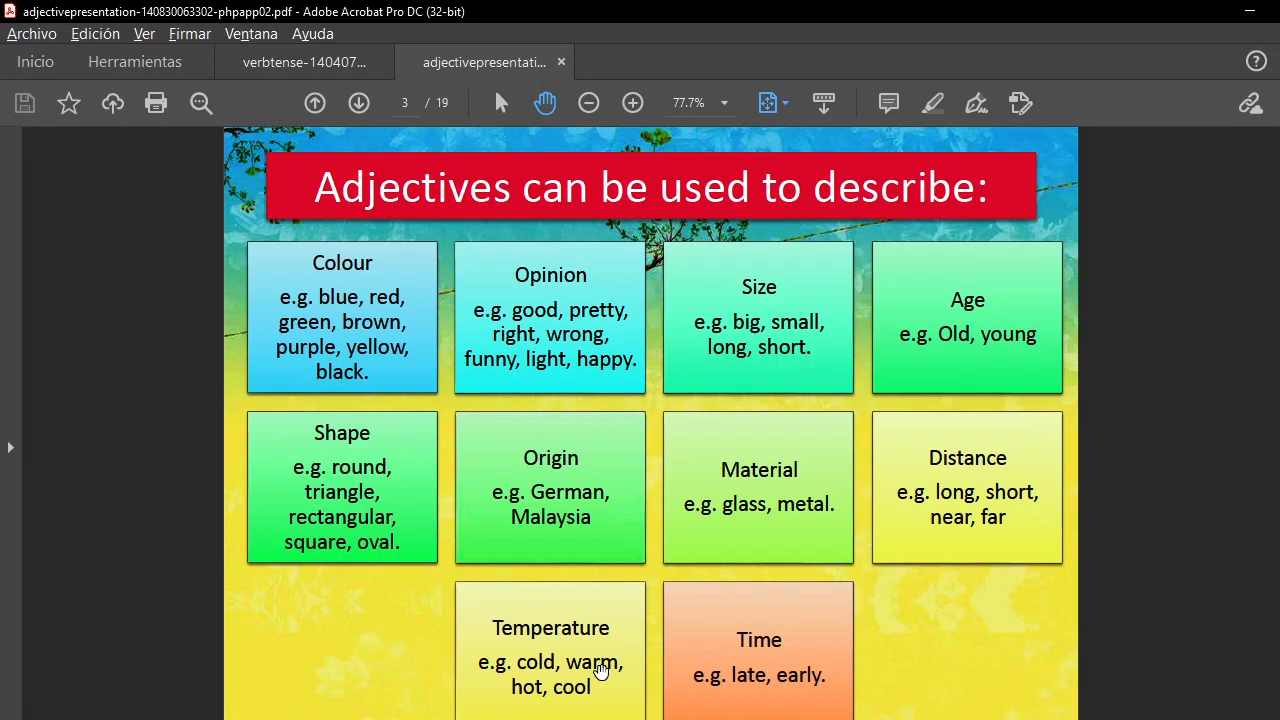 adjectivepresentation-140830063302-phpapp02.pdf - Adobe Acrobat Pro DC (32-bit)
Archivo Edición Ver Firmar Ventana Ayuda
Inicio Herramientas verbtense-140407... adjectivepresentati... ×
3 / 19 77.7%
Adjectives can be used to describe:
Colour
e.g. blue, red,
green, brown,
purple, yellow,
black.
Opinion
e.g. good, pretty,
right, wrong,
funny, light, happy.
Size
e.g. big, small,
long, short.
Age
e.g. Old, young
Shape
e.g. round,
triangle,
rectangular,
square, oval.
Origin
e.g. German,
Malaysia
Material
e.g. glass, metal.
Distance
e.g. long, short,
near, far
Temperature
e.g. cold, warm,
hot, cool
Time
e.g. late, early.